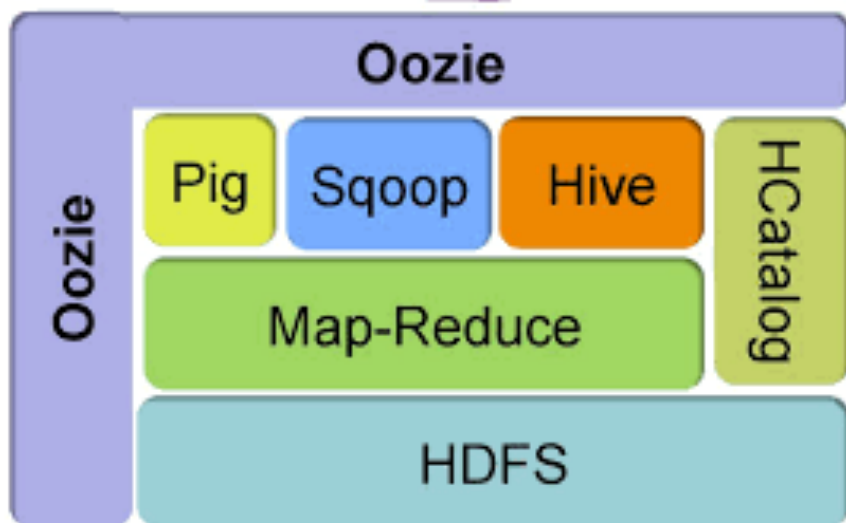 Oozie
Oozie
Pig
Sqoop
Hive
HCatalog
Map-Reduce
HDFS